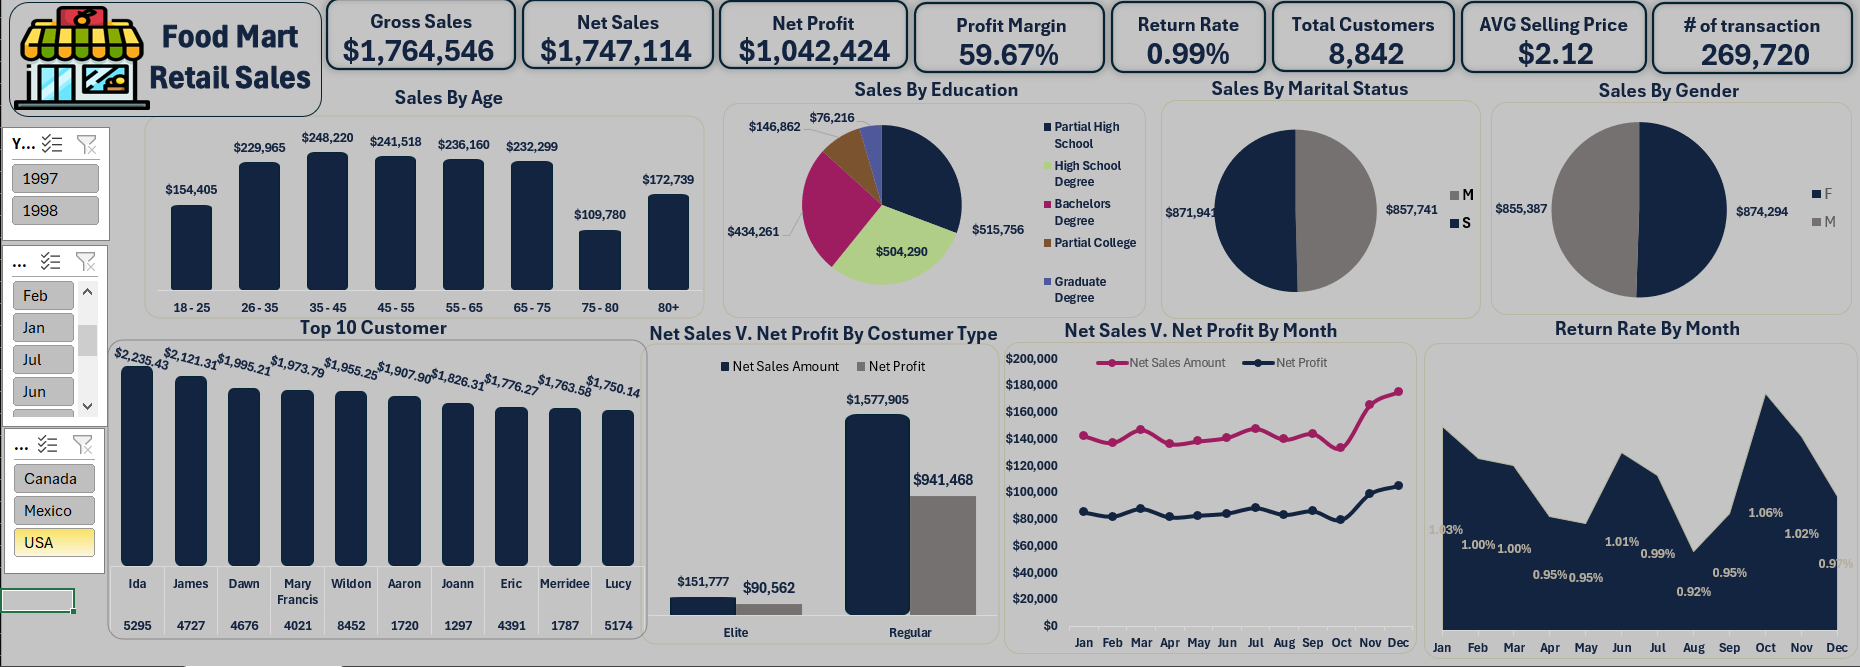 Food Mart
Retail Sales
Gross Sales
$1,764,546
Net Sales
$1,747,114
Net Profit
$1,042,424
Profit Margin
59.67%
Return Rate
0.99%
Total Customers
8,842
AVG Selling Price
$2.12
# of transaction
269,720
Y...
1997
1998
...
Feb
Jan
Jul
Jun
...
Canada
Mexico
USA
Sales By Age
$154,405
$229,965
$248,220
$241,518
$236,160
$232,299
$109,780
$172,739
18 - 25
26 - 35
35 - 45
45 - 55
55 - 65
65 - 75
75 - 80
80+
Sales By Education
$76,216
$146,862
$434,261
$504,290
$515,756
Partial High
School
High School
Degree
Bachelors
Degree
Partial College
Graduate
Degree
Sales By Marital Status
$871,941
$857,741
M
S
Sales By Gender
$855,387
$874,294
F
M
Top 10 Customer
$2,235.43
$2,121.31
$1,995.21
$1,973.79
$1,955.25
$1,907.90
$1,826.31
$1,776.27
$1,763.58
$1,750.14
Ida
James
Dawn
Mary
Francis
Wildon
Aaron
Joann
Eric
Merridee
Lucy
5295
4727
4676
4021
8452
1720
1297
4391
1787
5174
Net Sales V. Net Profit By Costumer Type
Net Sales Amount
Net Profit
$151,777
$90,562
$1,577,905
$941,468
Elite
Regular
Net Sales V. Net Profit By Month
Net Sales Amount
Net Profit
$200,000
$180,000
$160,000
$140,000
$120,000
$100,000
$80,000
$60,000
$40,000
$20,000
$0
Jan
Feb
Mar
Apr
May
Jun
Jul
Aug
Sep
Oct
Nov
Dec
Return Rate By Month
1.03%
1.00%
1.00%
0.95%
0.95%
1.01%
0.99%
0.92%
0.95%
1.06%
1.02%
0.97%
Jan
Feb
Mar
Apr
May
Jun
Jul
Aug
Sep
Oct
Nov
Dec